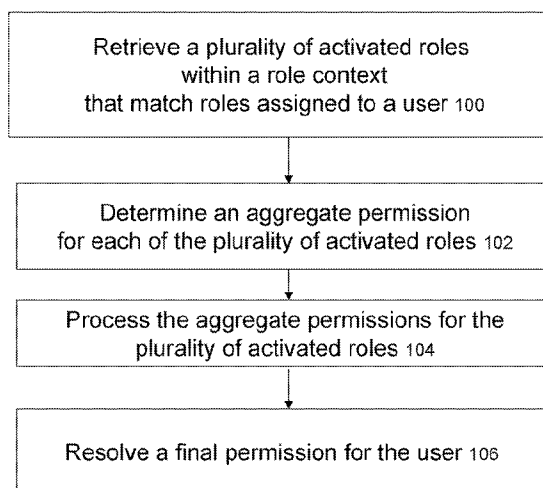 Retrieve a plurality of activated roles
within a role context
that match roles assigned to a user 100
Determine an aggregate permission
for each of the plurality of activated roles 102
Process the aggregate permissions for the
plurality of activated roles 104
Resolve a final permission for the user 106